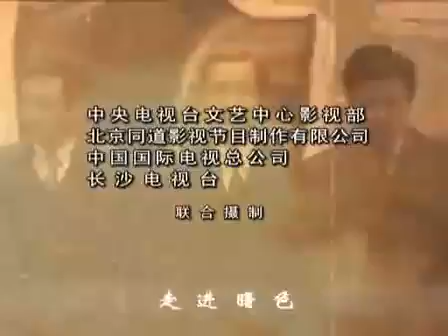 中央电视台文艺中心影视部
北京同道影视节目制作有限公司
中国国际电视总公司
长沙电视台
联合摄制
走进暗色